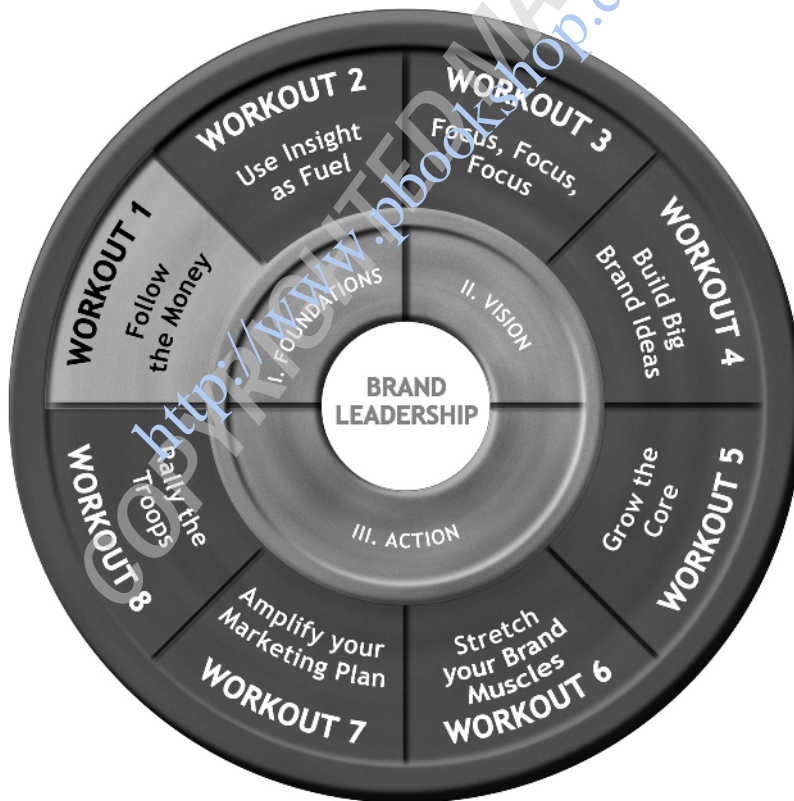 WORKOUT 1
Follow
the Money
WORKOUT 2
Use Insight
as Fuel
WORKOUT 3
Focus, Focus,
Focus
WORKOUT 4
Build Big
Brand Ideas
WORKOUT 5
Grow the
Core
WORKOUT 6
Stretch
your Brand
Muscles
WORKOUT 7
Amplify your
Marketing Plan
WORKOUT 8
Rally the
Troops
I. FOUNDATIONS
II. VISION
III. ACTION
BRAND
LEADERSHIP
COPYRIGHTED
http://www.pbookshop.c